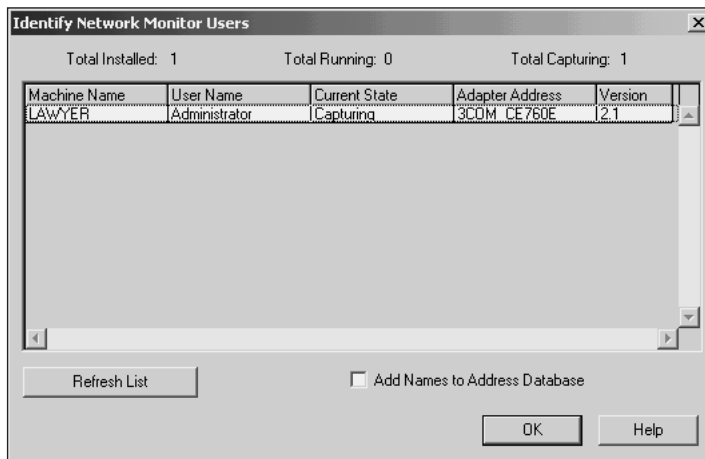 Identify Network Monitor Users
Total Installed: 1 Total Running: 0 Total Capturing: 1
Machine Name User Name Current State Adapter Address Version
LAWYER Administrator Capturing 3COM CE760E 2.1
Refresh List Add Names to Address Database
OK Help